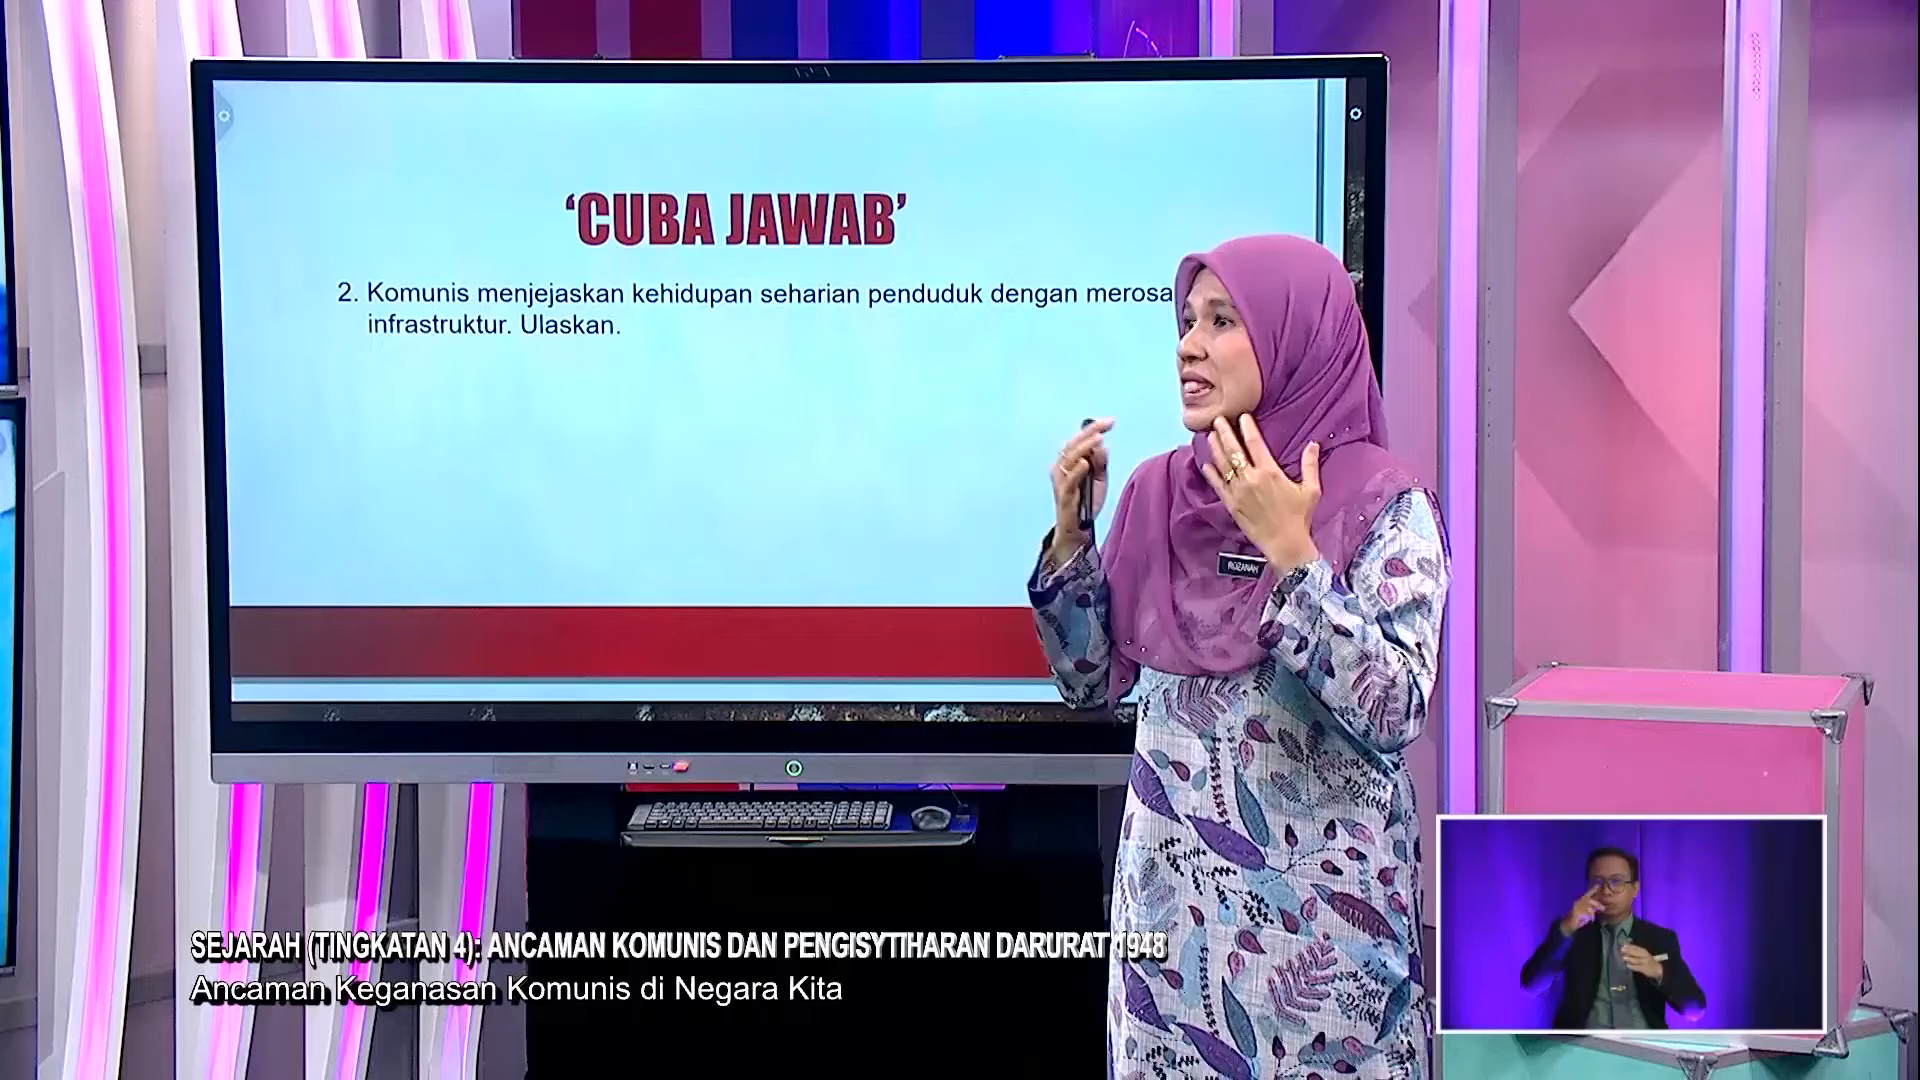 ‘CUBA JAWAB’
2. Komunis menjejaskan kehidupan seharian penduduk dengan merosa
infrastruktur. Ulaskan.
ROZANAH
SEJARAH (TINGKATAN 4): ANCAMAN KOMUNIS DAN PENGISYTIHARAN DARURAT 1948
Ancaman Keganasan Komunis di Negara Kita